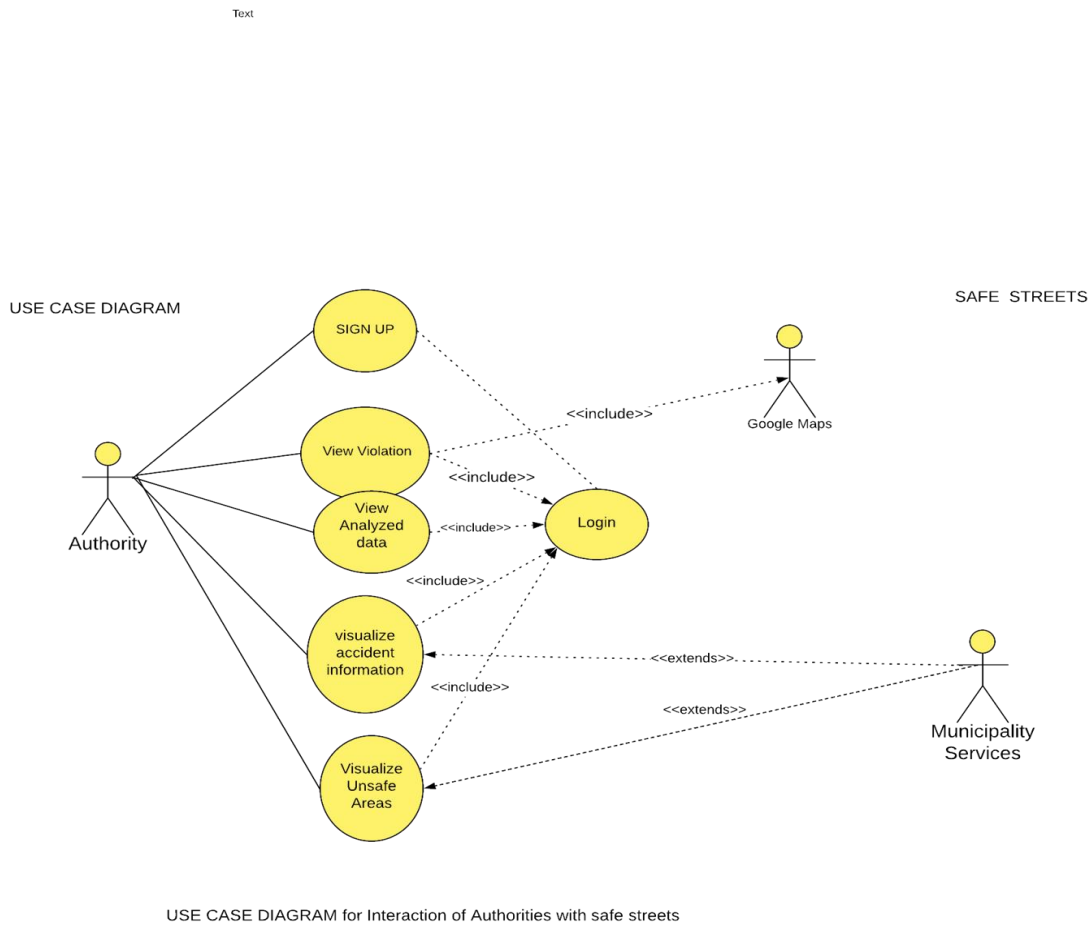 Text
USE CASE DIAGRAM
SAFE  STREETS
SIGN UP
Google Maps
<<include>>
View Violation
<<include>>
View
Analyzed
data
<<include>>
Login
Authority
<<include>>
visualize
accident
information
<<extends>>
<<include>>
<<extends>>
Municipality
Services
Visualize
Unsafe
Areas
USE CASE DIAGRAM for Interaction of Authorities with safe streets